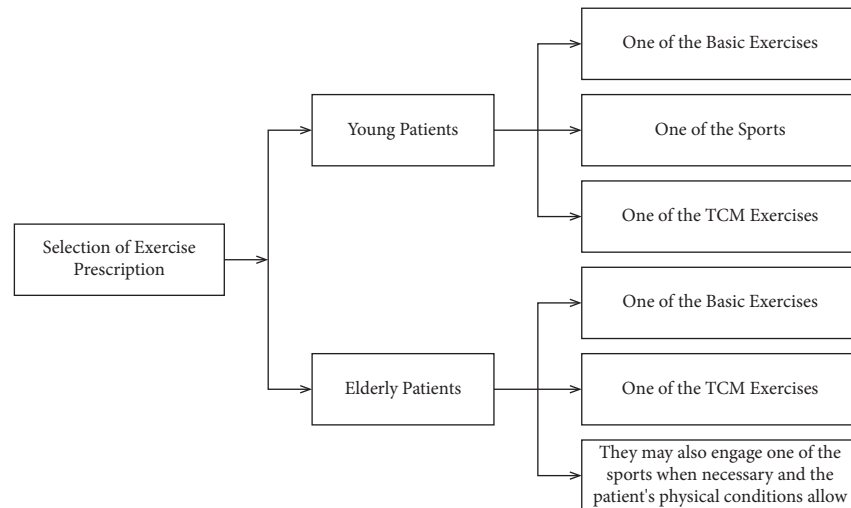 Selection of Exercise
Prescription
Young Patients
One of the Basic Exercises
One of the Sports
One of the TCM Exercises
Elderly Patients
One of the Basic Exercises
One of the TCM Exercises
They may also engage one of the
sports when necessary and the
patient's physical conditions allow